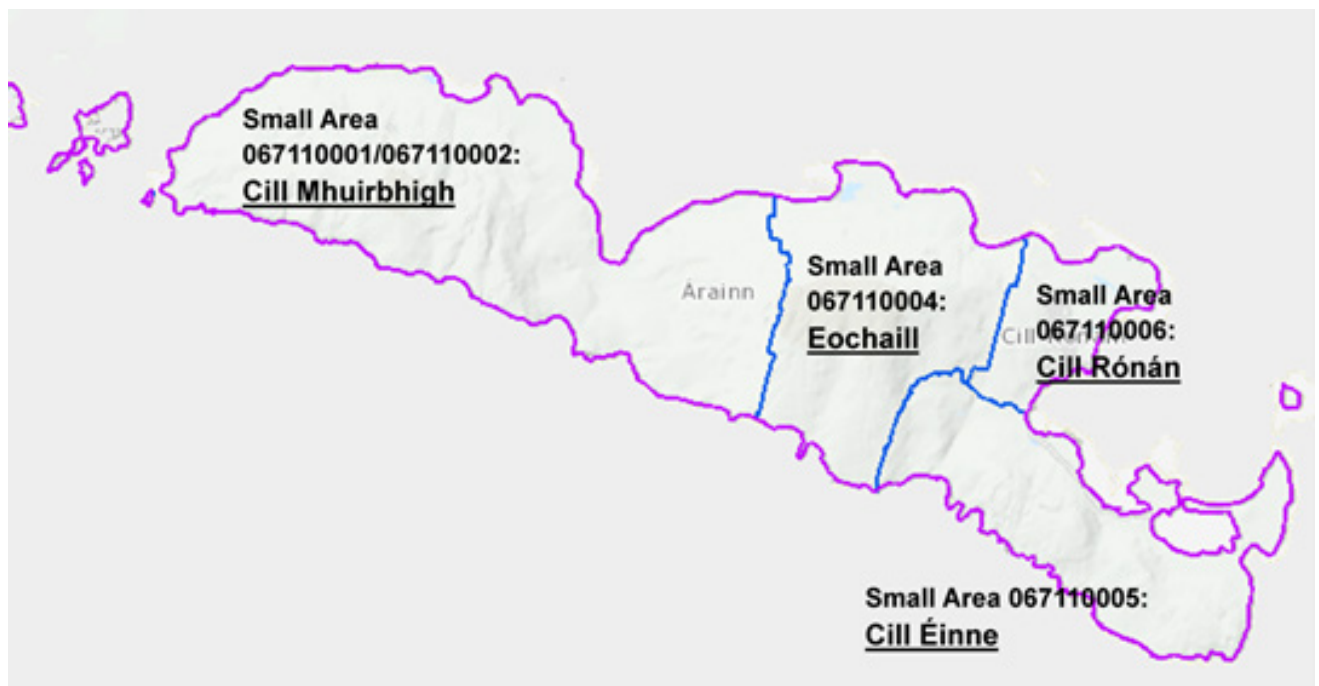 Small Area
067110001/067110002:
Cill Mhuirbhigh
Árainn
Small Area
067110004:
Eochaill
Small Area
067110006:
Cill Rónán
Cill
Small Area 067110005:
Cill Éinne